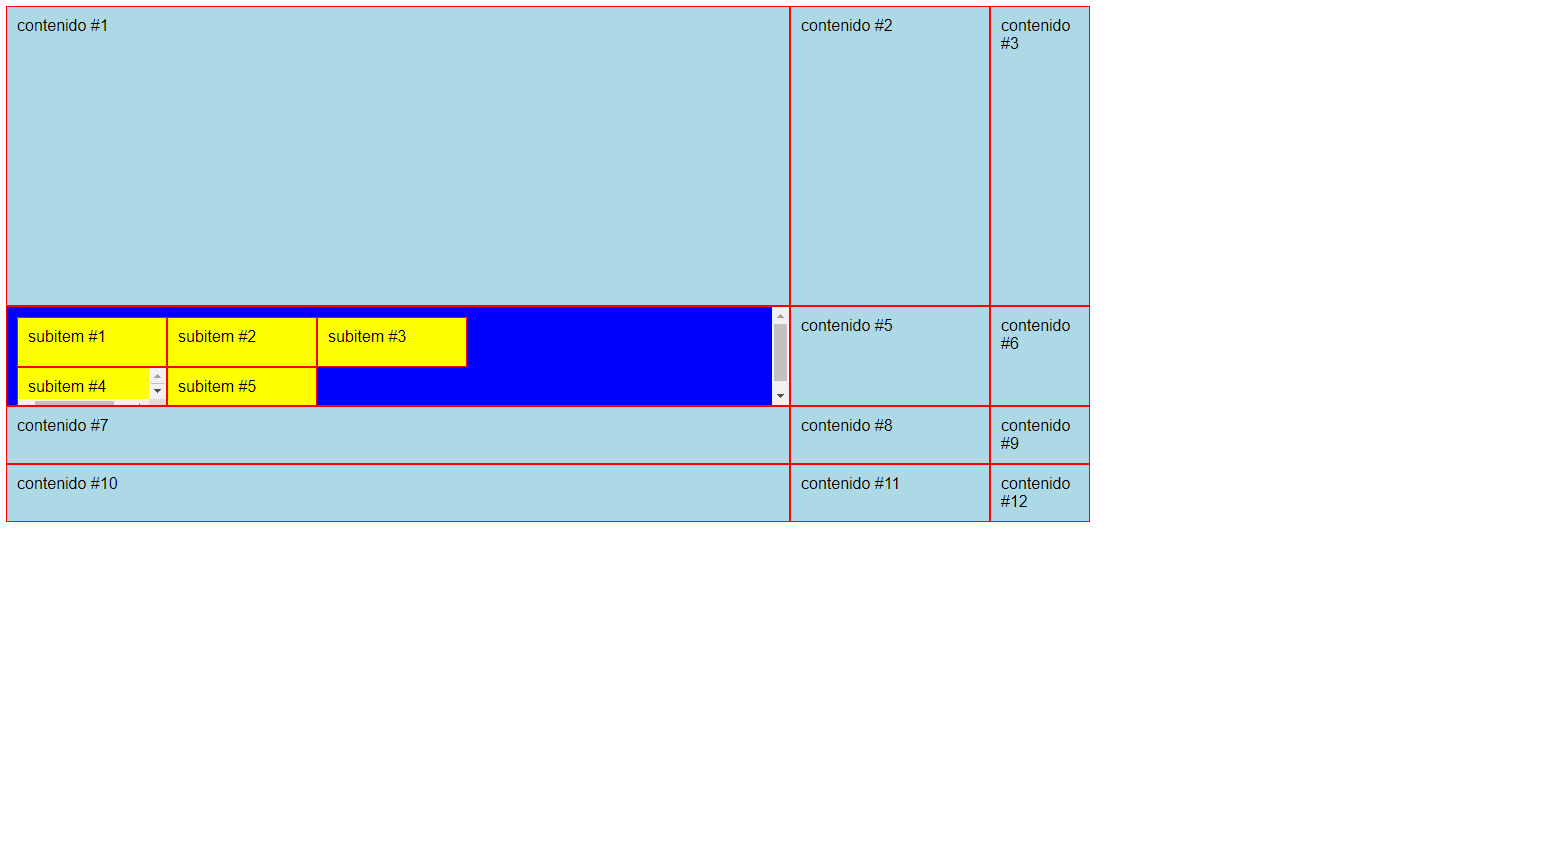 contenido #1
contenido #2
contenido
#3
subitem #1
subitem #2
subitem #3
subitem #4
subitem #5
contenido #5
contenido
#6
contenido #7
contenido #8
contenido
#9
contenido #10
contenido #11
contenido
#12